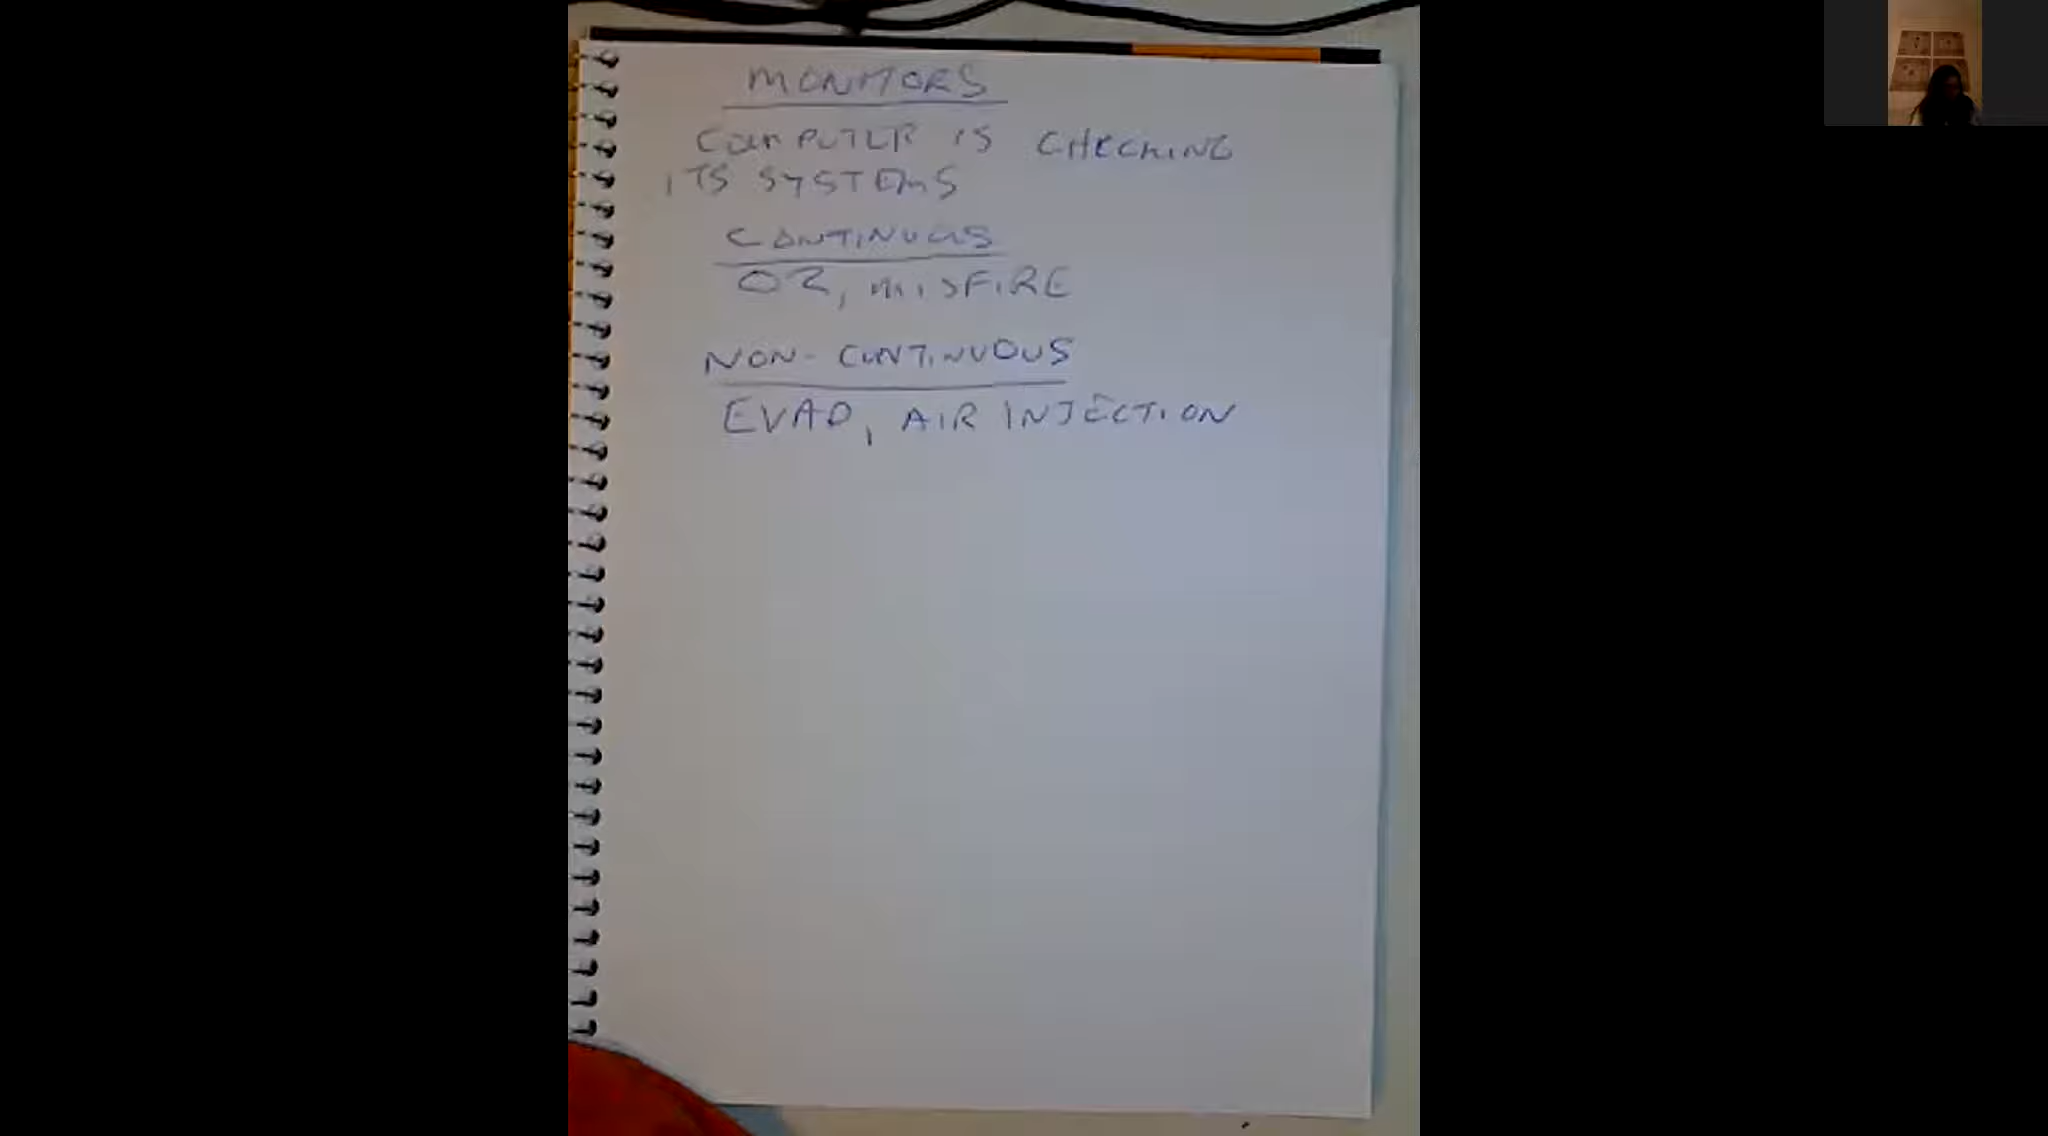 MONITORS
COMPUTER IS CHECKING
ITS SYSTEMS
CONTINUOUS
O2, MISFIRE
NON-CONTINUOUS
EVAP, AIR INJECTION